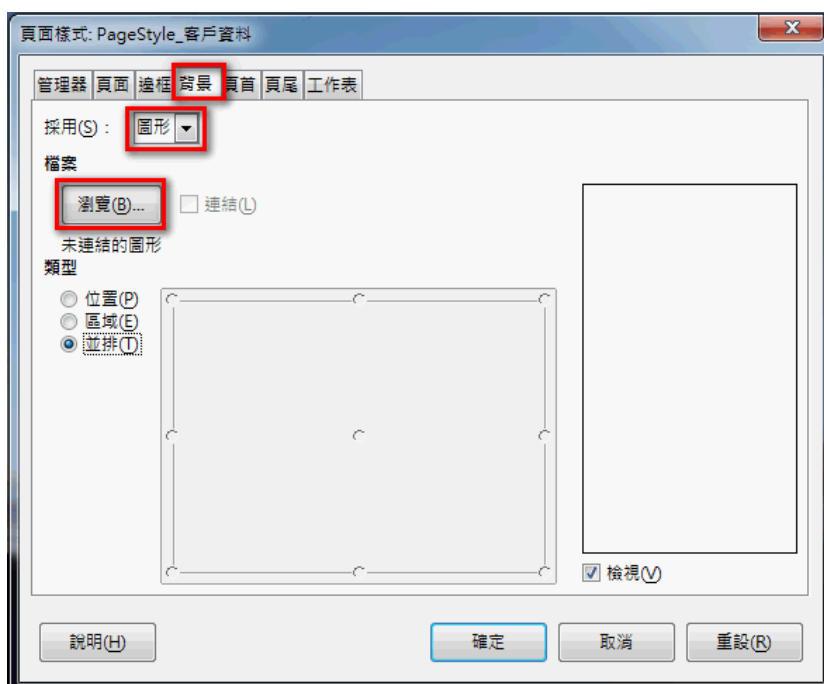 頁面樣式: PageStyle_客戶資料
管理器 頁面 邊框 背景 頁首 頁尾 工作表
採用(S)： 圖形
檔案
瀏覽(B)... 連結(L)
未連結的圖形
類型
位置(P)
區域(E)
並排(T)
檢視(V)
說明(H) 確定 取消 重設(R)